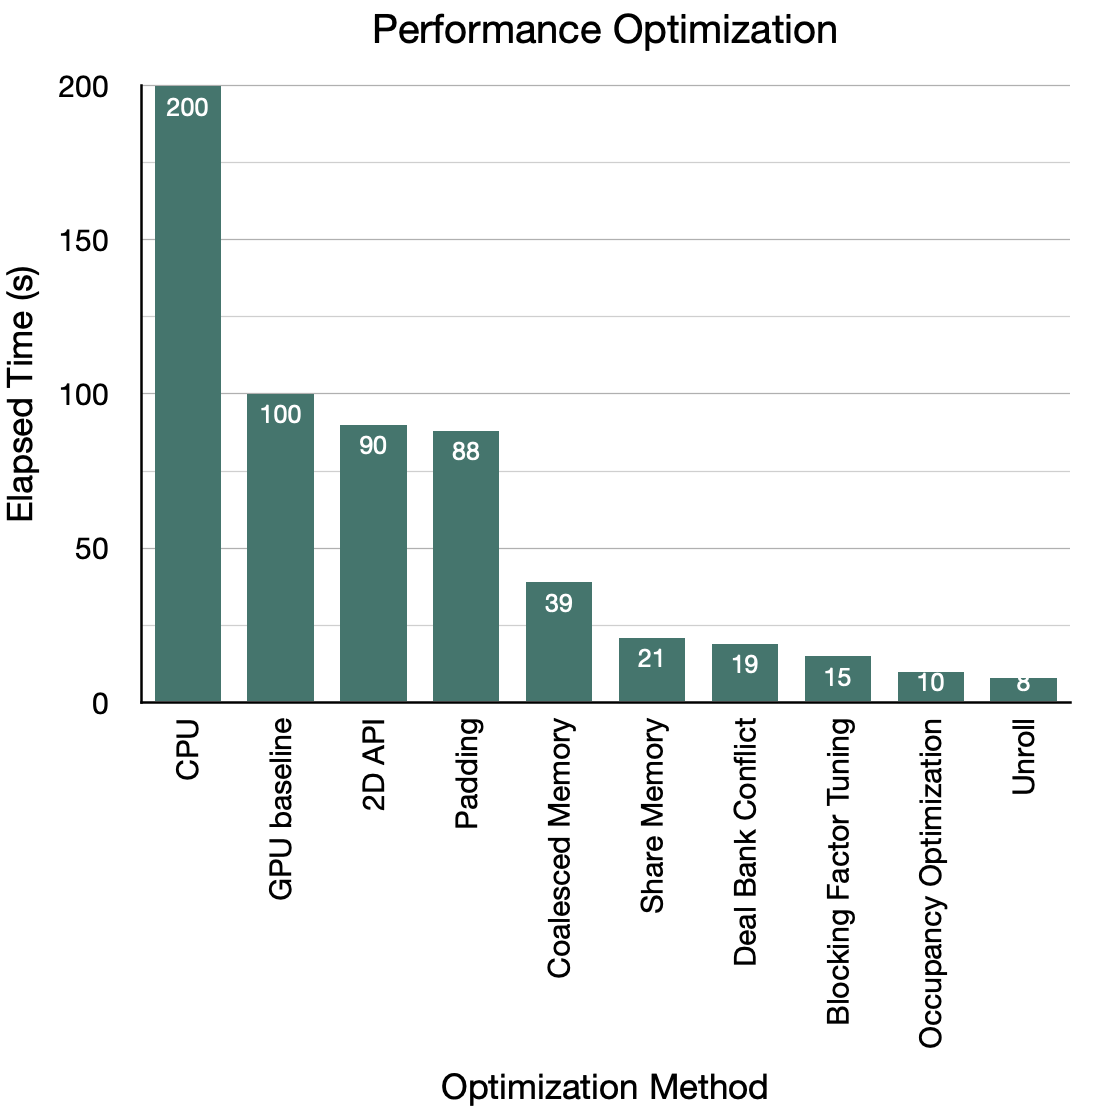 Performance Optimization
Elapsed Time (s)
200
150
100
50
0
200
100
90
88
39
21
19
15
10
8
CPU
GPU baseline
2D API
Padding
Coalesced Memory
Share Memory
Deal Bank Conflict
Blocking Factor Tuning
Occupancy Optimization
Unroll
Optimization Method